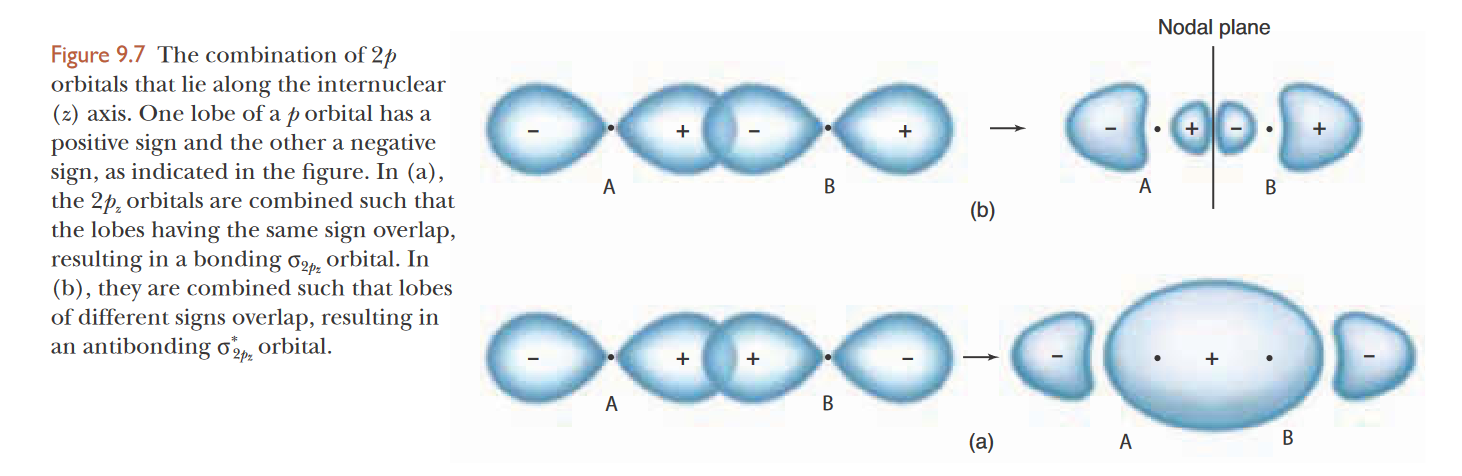 Figure 9.7 The combination of 2p
orbitals that lie along the internuclear
(z) axis. One lobe of a p orbital has a
positive sign and the other a negative
sign, as indicated in the figure. In (a),
the 2p_z orbitals are combined such that
the lobes having the same sign overlap,
resulting in a bonding σ_{2p_z} orbital. In
(b), they are combined such that lobes
of different signs overlap, resulting in
an antibonding σ*_{2p_z} orbital.
Nodal plane
– + – + – + – +
A B A B
(b)
– + + – – + –
A B A B
(a)